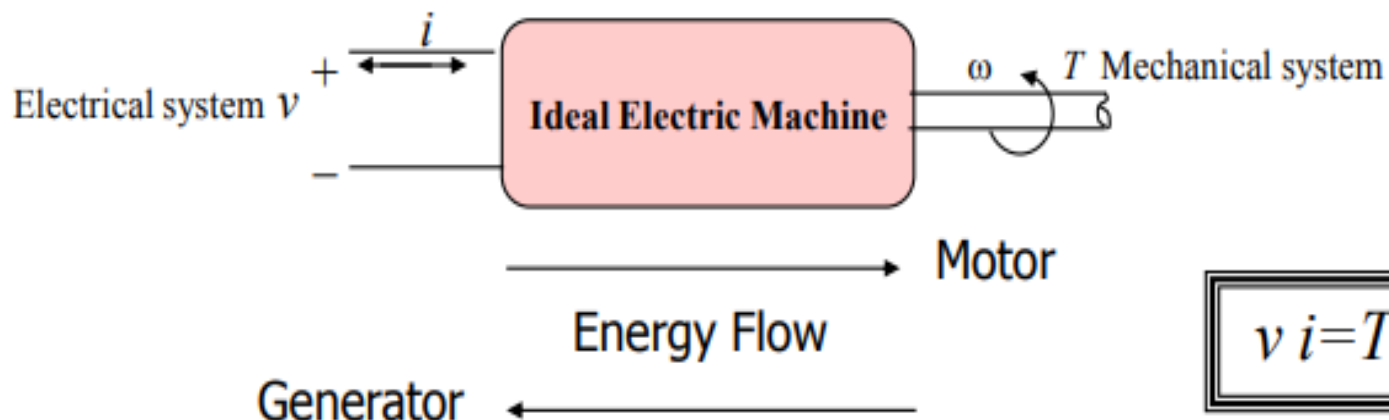 i
+
Electrical system v
−
Ideal Electric Machine
ω
T Mechanical system
Motor
Energy Flow
Generator
v i=T